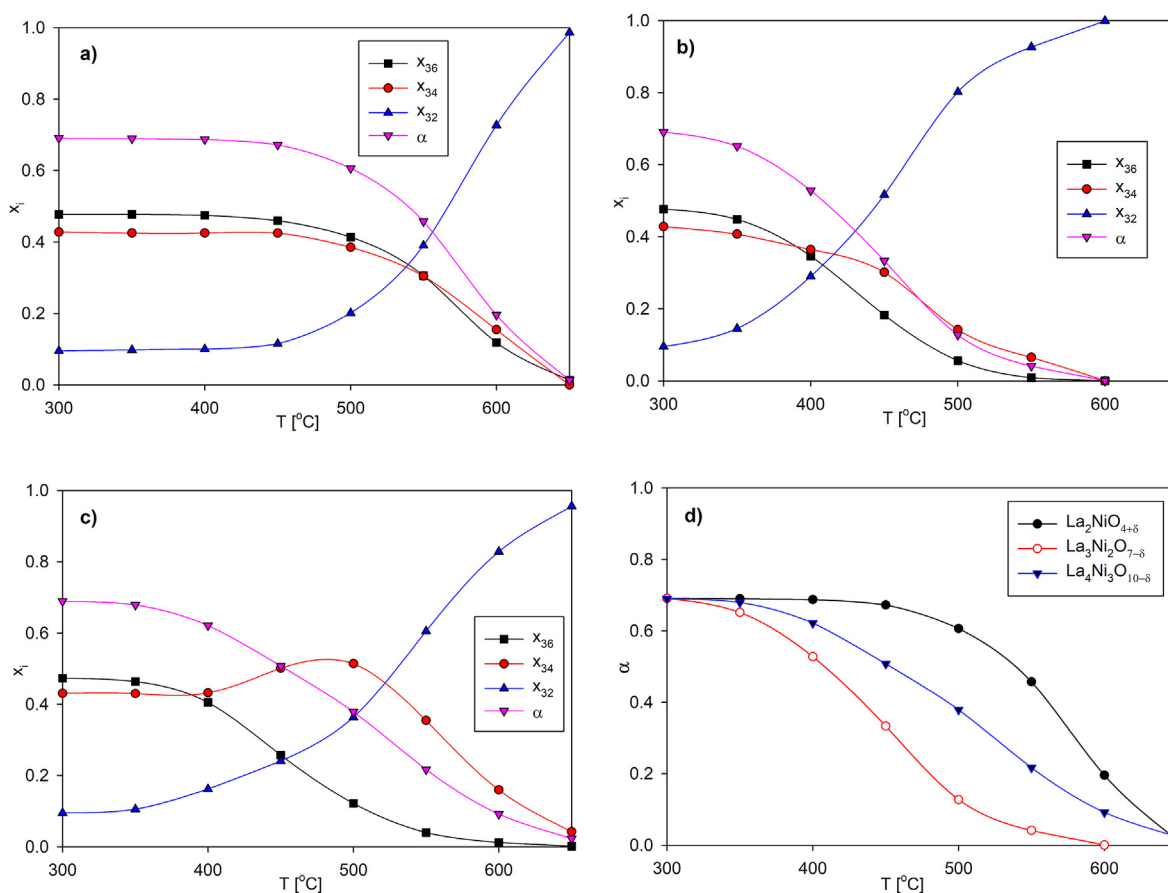 a)
1.0
0.8
0.6
0.4
0.2
0.0
xᵢ
x₃₆
x₃₄
x₃₂
α
300
400
500
600
T [°C]
b)
1.0
0.8
0.6
0.4
0.2
0.0
xᵢ
x₃₆
x₃₄
x₃₂
α
300
400
500
600
T [°C]
c)
1.0
0.8
0.6
0.4
0.2
0.0
xᵢ
x₃₆
x₃₄
x₃₂
α
300
400
500
600
T [°C]
d)
1.0
0.8
0.6
0.4
0.2
0.0
α
La₂NiO₄₊δ
La₃Ni₂O₇₋δ
La₄Ni₃O₁₀₋δ
300
400
500
600
T [°C]